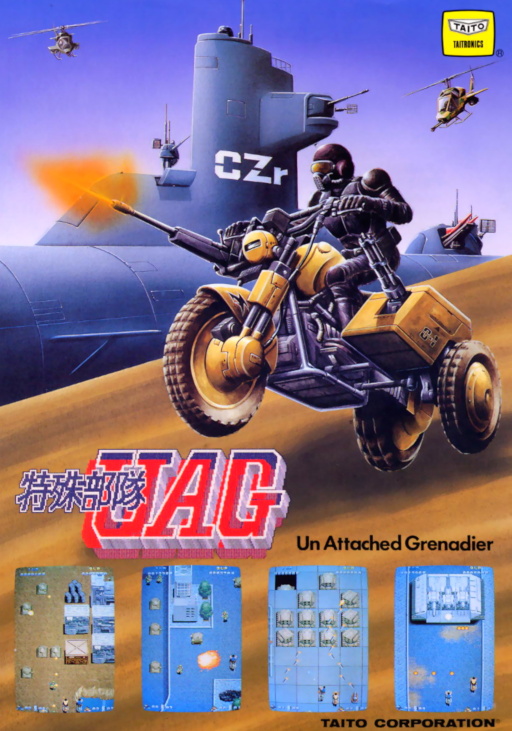 TAITO
TAITRONICS
®
CZr
特殊部隊
UAG
Un Attached Grenadier
TAITO CORPORATION